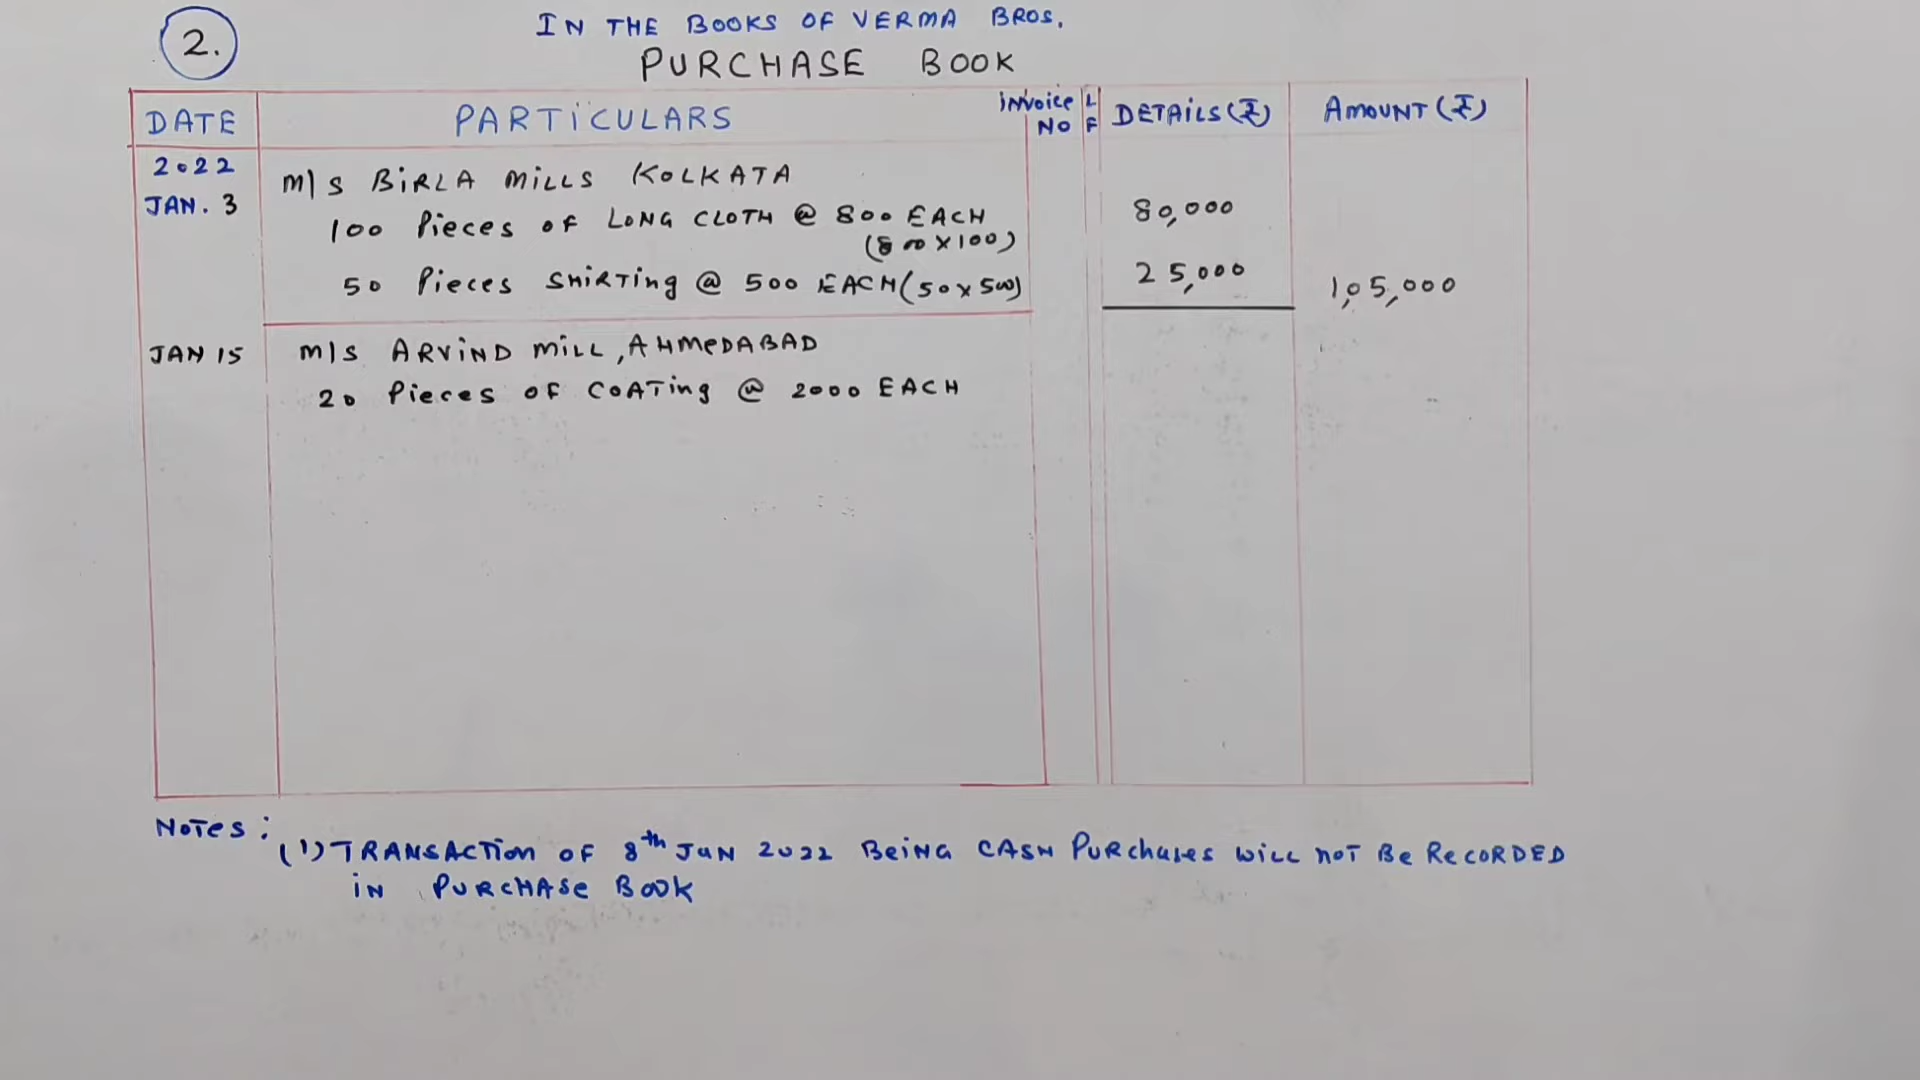 2.
IN THE BOOKS OF VERMA BROS.
PURCHASE BOOK
DATE PARTICULARS INVOICE NO LF DETAILS (₹) AMOUNT (₹)
2022
JAN. 3 M/S BIRLA MILLS KOLKATA
100 Pieces OF LONG CLOTH @ 800 EACH 80,000
(800 X 100)
50 Pieces SHIRTing @ 500 EACH (50 X 500) 25,000 1,05,000
JAN 15 M/S ARVIND MILL, AHMEDABAD
20 Pieces OF COATing @ 2000 EACH
NOTES:
(1) TRANSACTION OF 8th JAN 2022 BEING CASH PURchases WILL NOT BE RECORDED
IN PURCHASE BOOK